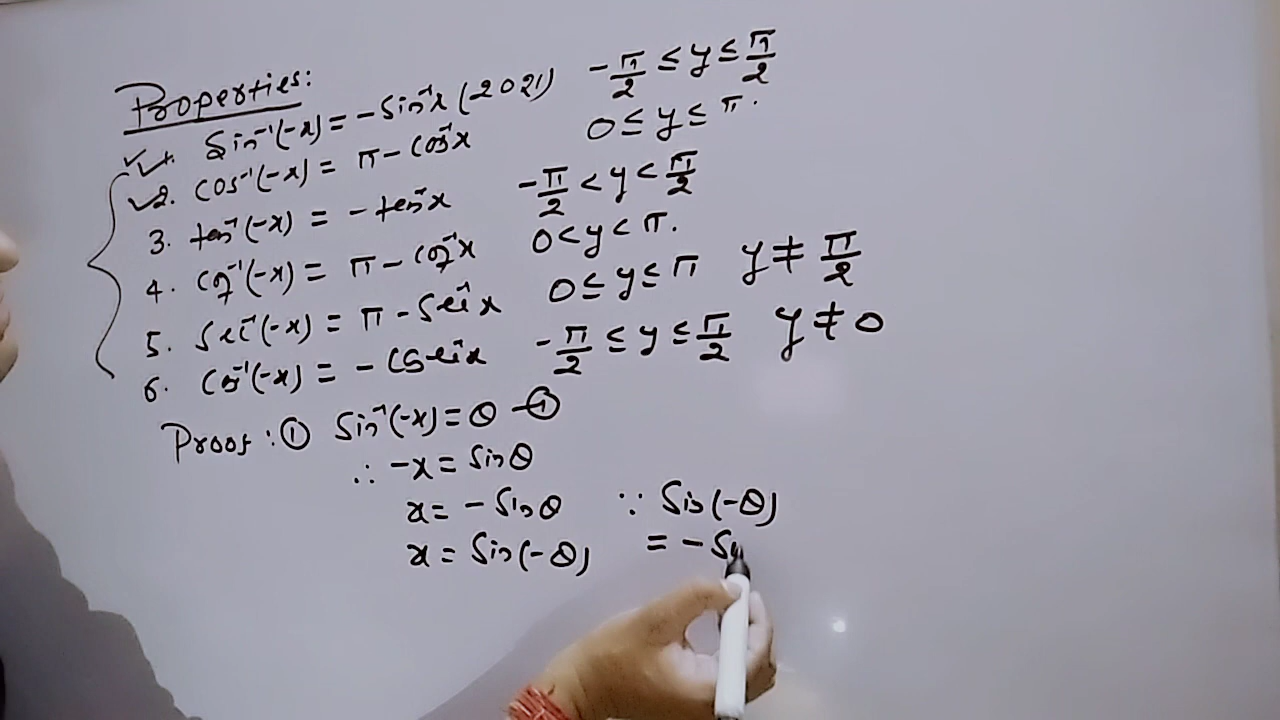 Properties:
1. Sin⁻¹(-x) = -Sin⁻¹x (2021) -π/2 ≤ y ≤ π/2
2. Cos⁻¹(-x) = π - Cos⁻¹x 0 ≤ y ≤ π.
3. tan⁻¹(-x) = - tan⁻¹x -π/2 < y < π/2
4. Cot⁻¹(-x) = π - Cot⁻¹x 0 < y < π.
5. Sec⁻¹(-x) = π - Sec⁻¹x 0 ≤ y ≤ π y ≠ π/2
6. Cos⁻¹(-x) = - Cosec⁻¹x -π/2 ≤ y ≤ π/2 y ≠ 0
Proof: ① Sin⁻¹(-x) = θ -①
∴ -x = Sinθ
x = - Sinθ ∵ Sin(-θ)
x = Sin(-θ) = - Si